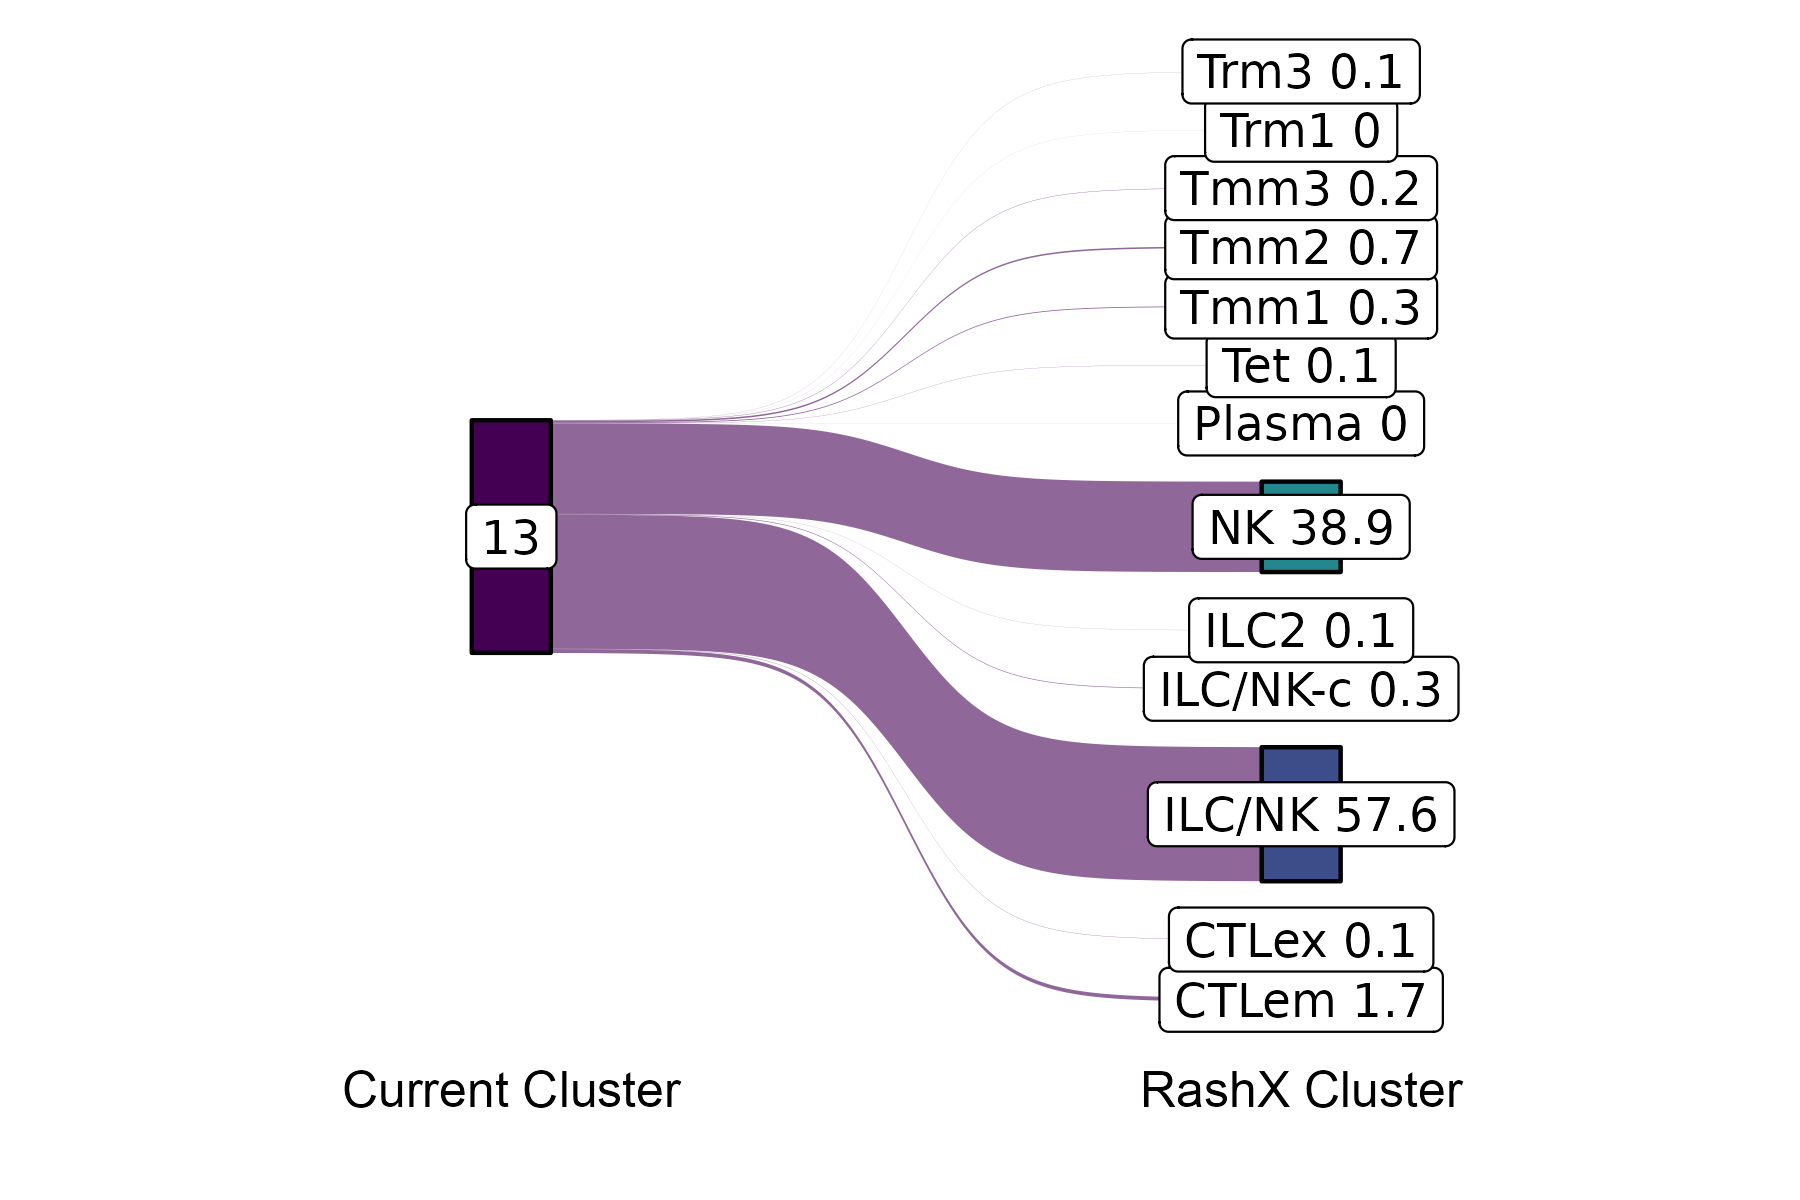 Trm3 0.1
Trm1 0
Tmm3 0.2
Tmm2 0.7
Tmm1 0.3
Tet 0.1
Plasma 0
NK 38.9
13
ILC2 0.1
ILC/NK-c 0.3
ILC/NK 57.6
CTLex 0.1
CTLem 1.7
Current Cluster
RashX Cluster